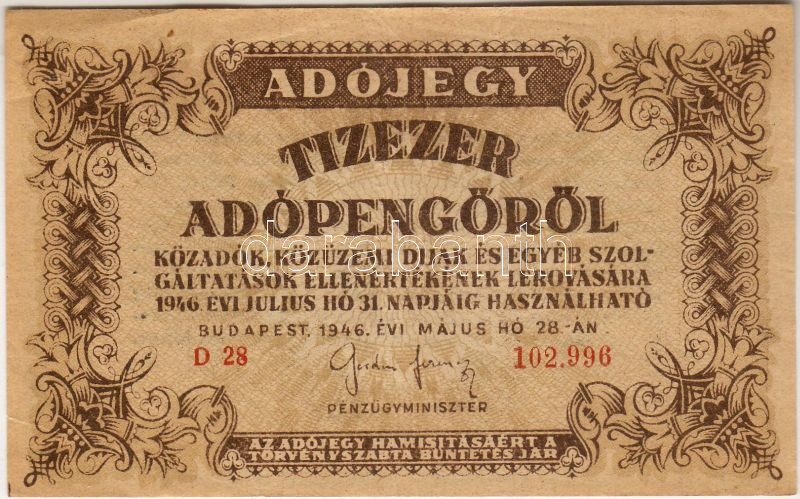 ADÓJEGY
TIZEZER
ADÓPENGŐRŐL
KÖZADÓK, KÖZÜZEMI DIJAK ÉS EGYÉB SZOL-
GÁLTATÁSOK ELLENÉRTÉKÉNEK LEROVÁSÁRA
1946. ÉVI JULIUS HÓ 31. NAPJÁIG HASZNÁLHATÓ
BUDAPEST, 1946. ÉVI MÁJUS HÓ 28.-ÁN
D 28 102.996
PÉNZÜGYMINISZTER
AZ ADÓJEGY HAMISITÁSÁÉRT A
TÖRVÉNYSZABTA BÜNTETÉS JÁR
darabanth